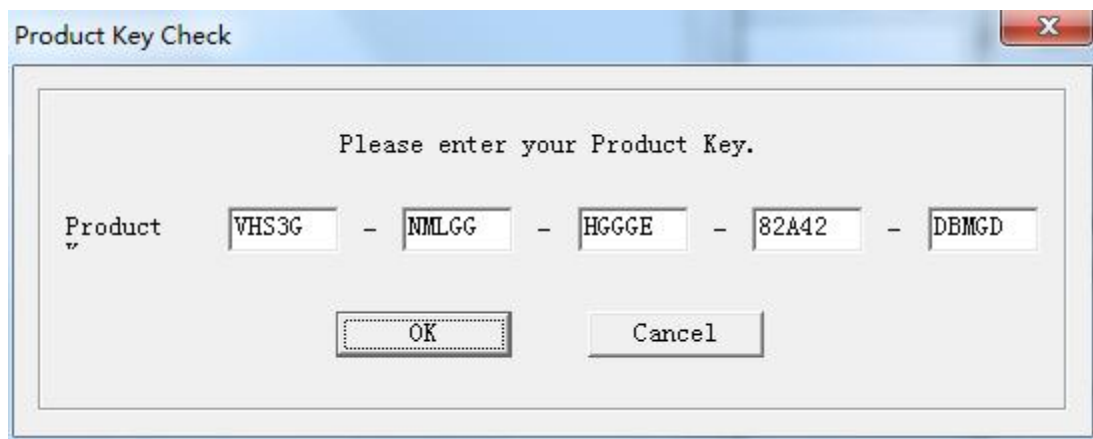 Product Key Check
Please enter your Product Key.
Product VHS3G - NMLGG - HGGGE - 82A42 - DBMGD
OK Cancel